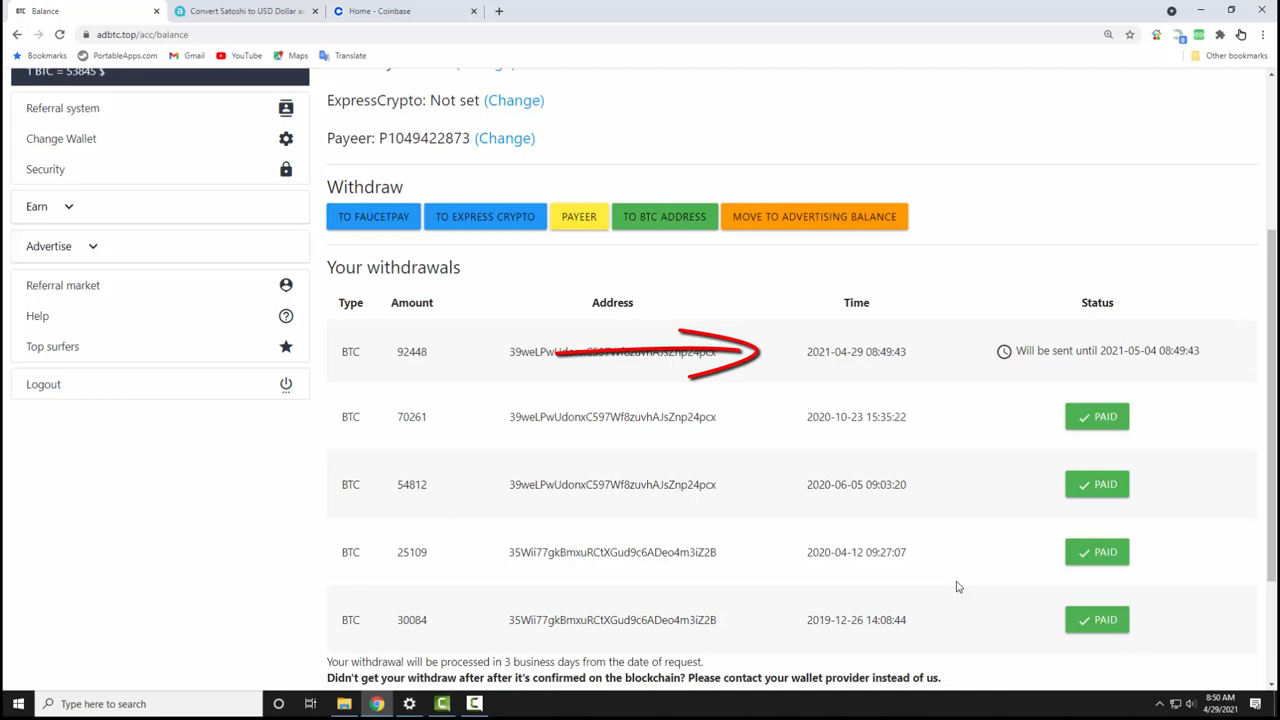 Balance
Convert Satoshi to USD Dollar a
Home - Coinbase
adbtc.top/acc/balance
Bookmarks
PortableApps.com
Gmail
YouTube
Maps
Translate
Other bookmarks
1 BTC = 53845 $
Referral system
Change Wallet
Security
Earn
Advertise
Referral market
Help
Top surfers
Logout
ExpressCrypto: Not set (Change)
Payeer: P1049422873 (Change)
Withdraw
TO FAUCETPAY
TO EXPRESS CRYPTO
PAYEER
TO BTC ADDRESS
MOVE TO ADVERTISING BALANCE
Your withdrawals
Type Amount Address Time Status
BTC 92448 2021-04-29 08:49:43 Will be sent until 2021-05-04 08:49:43
BTC 70261 39weLPwUdonxC597Wf8zuvhAJsZnp24pcx 2020-10-23 15:35:22 PAID
BTC 54812 39weLPwUdonxC597Wf8zuvhAJsZnp24pcx 2020-06-05 09:03:20 PAID
BTC 25109 35Wii77gkBmxuRCtXGud9c6ADeo4m3iZ2B 2020-04-12 09:27:07 PAID
BTC 30084 35Wii77gkBmxuRCtXGud9c6ADeo4m3iZ2B 2019-12-26 14:08:44 PAID
Your withdrawal will be processed in 3 business days from the date of request.
Didn't get your withdraw after after it's confirmed on the blockchain? Please contact your wallet provider instead of us.
Type here to search
8:50 AM
4/29/2021